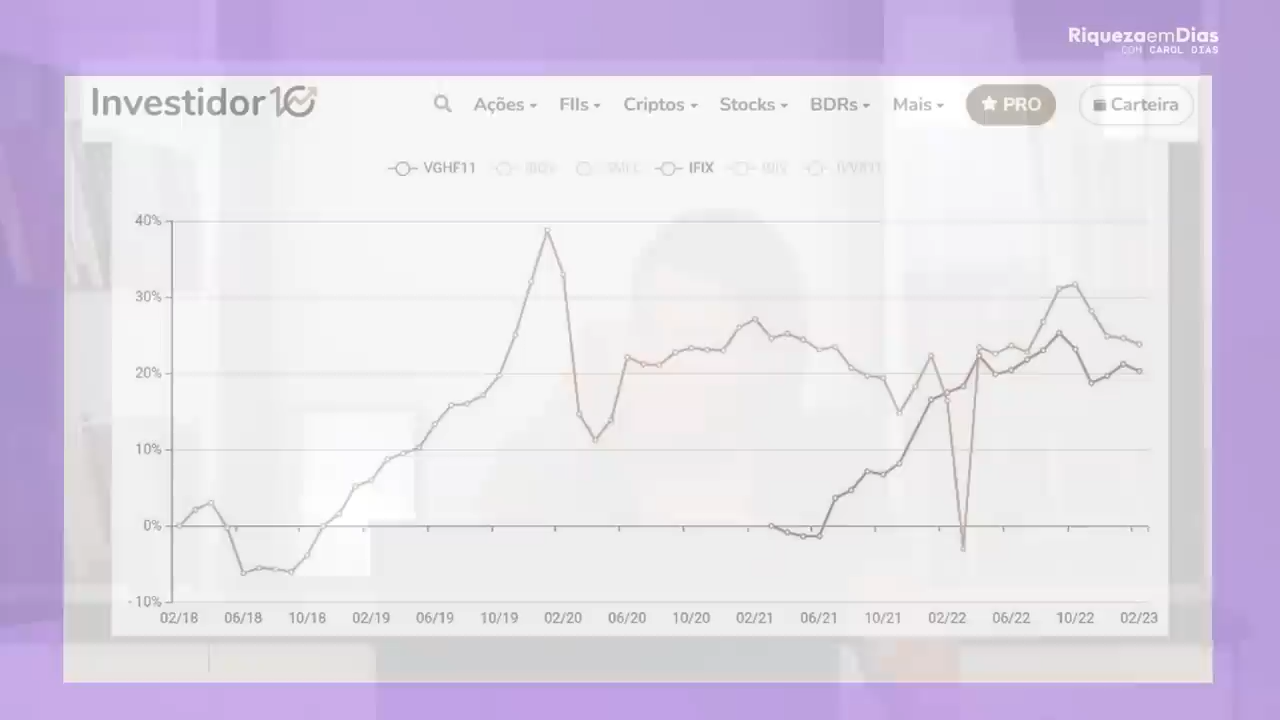 RiquezaemDias
COM CAROL DIAS
Investidor10
Ações FIIs Criptos Stocks BDRs Mais PRO Carteira
VGHF11 IFIX
40%
30%
20%
10%
0%
-10%
02/18 06/18 10/18 02/19 06/19 10/19 02/20 06/20 10/20 02/21 06/21 10/21 02/22 06/22 10/22 02/23